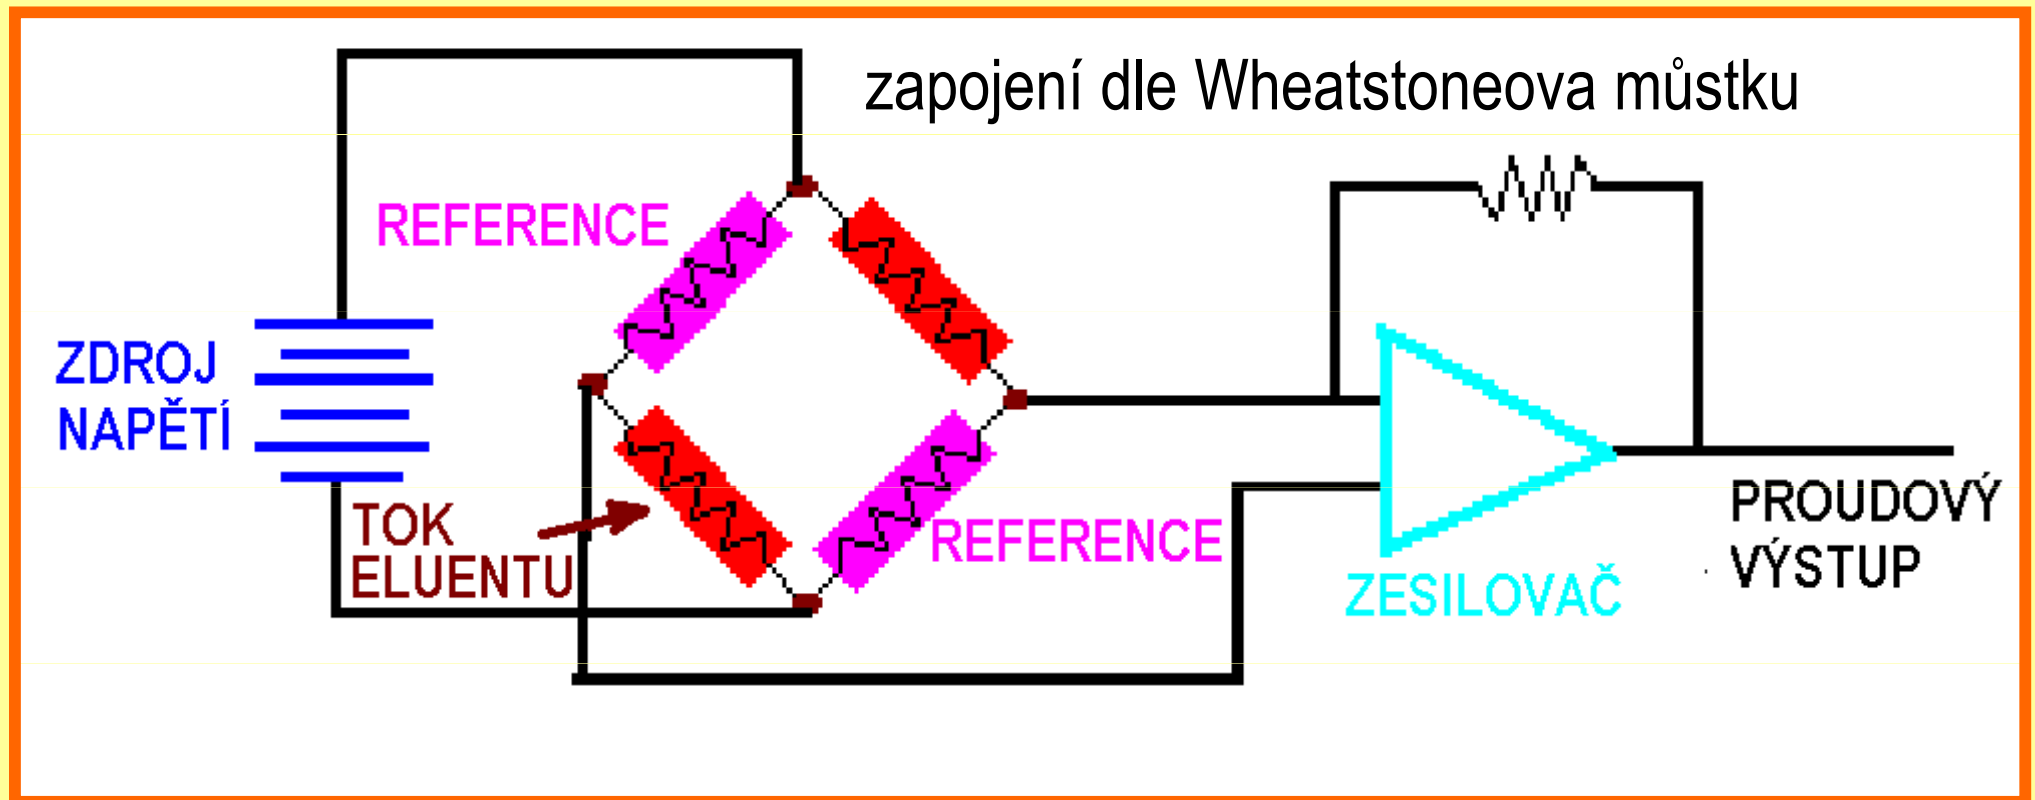 zapojení dle Wheatstoneova můstku
REFERENCE
ZDROJ
NAPĚTÍ
TOK
ELUENTU
REFERENCE
ZESILOVAČ
PROUDOVÝ
VÝSTUP